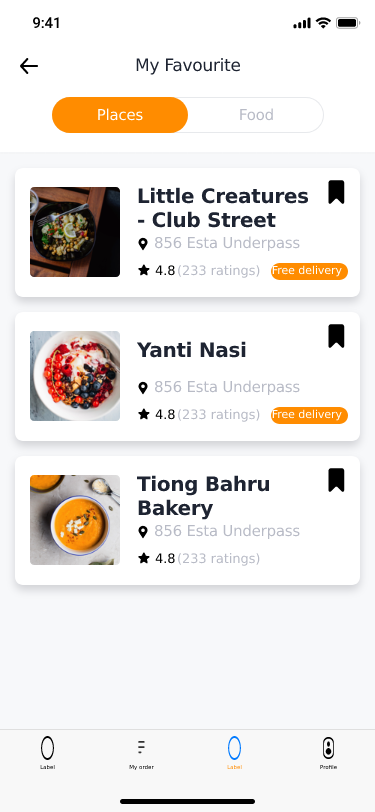 9:41
My Favourite
Places
Food
Little Creatures
- Club Street
856 Esta Underpass
4.8(233 ratings)
Free delivery
Yanti Nasi
856 Esta Underpass
4.8(233 ratings)
Free delivery
Tiong Bahru
Bakery
856 Esta Underpass
4.8(233 ratings)
Label
My order
Label
Profile